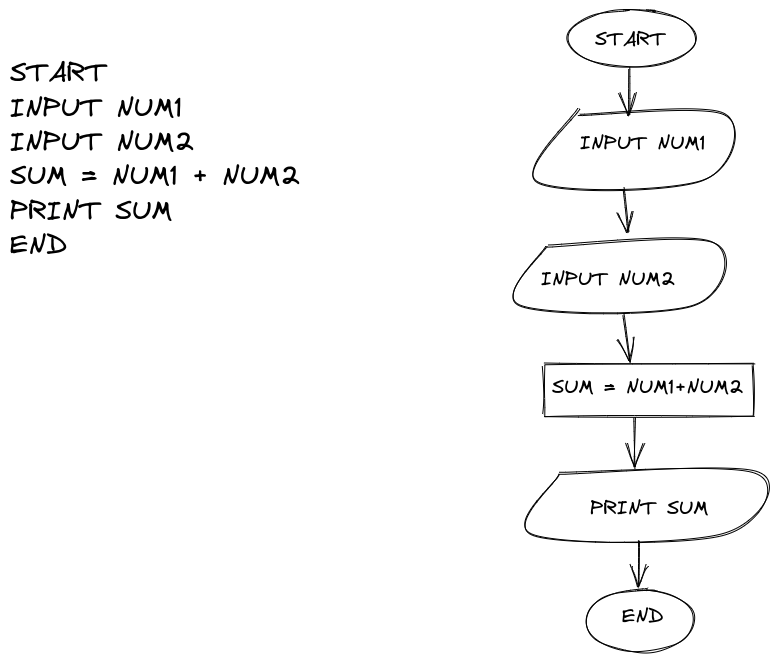 START
INPUT NUM1
INPUT NUM2
SUM = NUM1 + NUM2
PRINT SUM
END
START
INPUT NUM1
INPUT NUM2
SUM = NUM1+NUM2
PRINT SUM
END